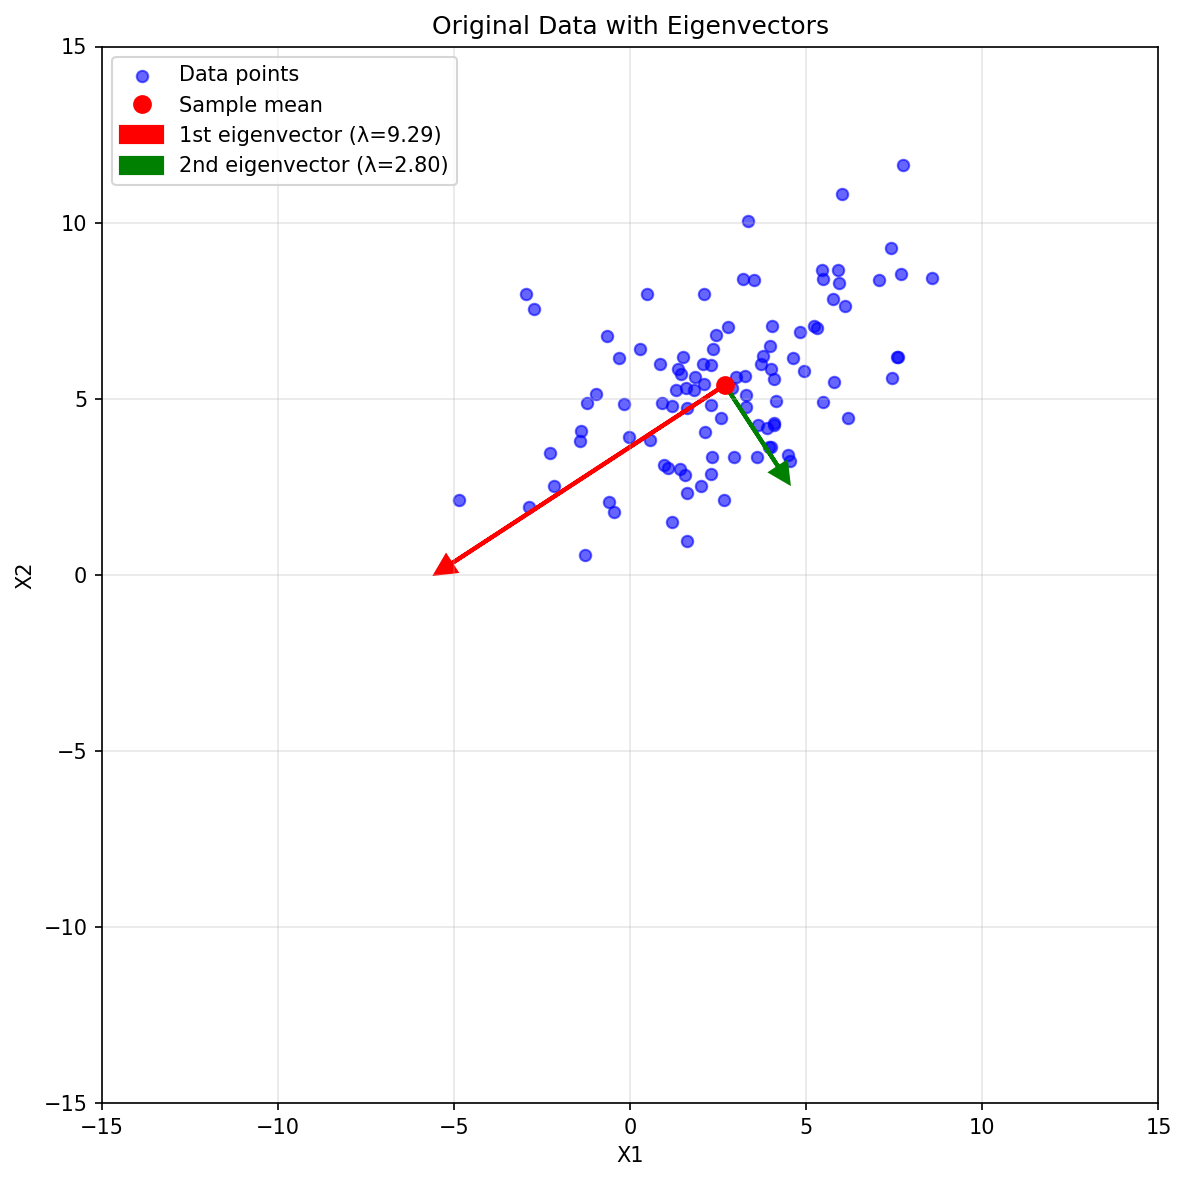 Original Data with Eigenvectors
Data points
Sample mean
1st eigenvector (λ=9.29)
2nd eigenvector (λ=2.80)
15
10
5
0
−5
−10
−15
X2
−15
−10
−5
0
5
10
15
X1